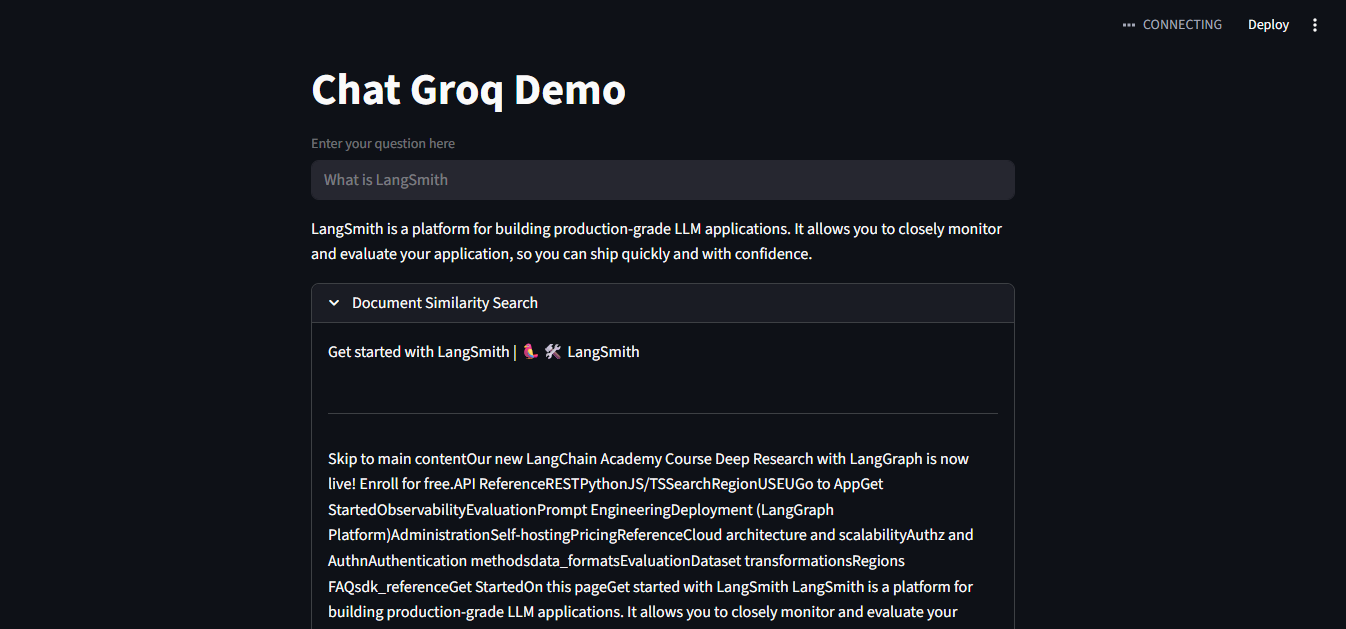 CONNECTING
Deploy
Chat Groq Demo
Enter your question here
What is LangSmith
LangSmith is a platform for building production-grade LLM applications. It allows you to closely monitor
and evaluate your application, so you can ship quickly and with confidence.
Document Similarity Search
Get started with LangSmith | 🦜️🛠️ LangSmith
Skip to main contentOur new LangChain Academy Course Deep Research with LangGraph is now
live! Enroll for free.API ReferenceRESTPythonJS/TSSearchRegionUSEUGo to AppGet
StartedObservabilityEvaluationPrompt EngineeringDeployment (LangGraph
Platform)AdministrationSelf-hostingPricingReferenceCloud architecture and scalabilityAuthz and
AuthnAuthentication methodsdata_formatsEvaluationDataset transformationsRegions
FAQsdk_referenceGet StartedOn this pageGet started with LangSmith LangSmith is a platform for
building production-grade LLM applications. It allows you to closely monitor and evaluate your